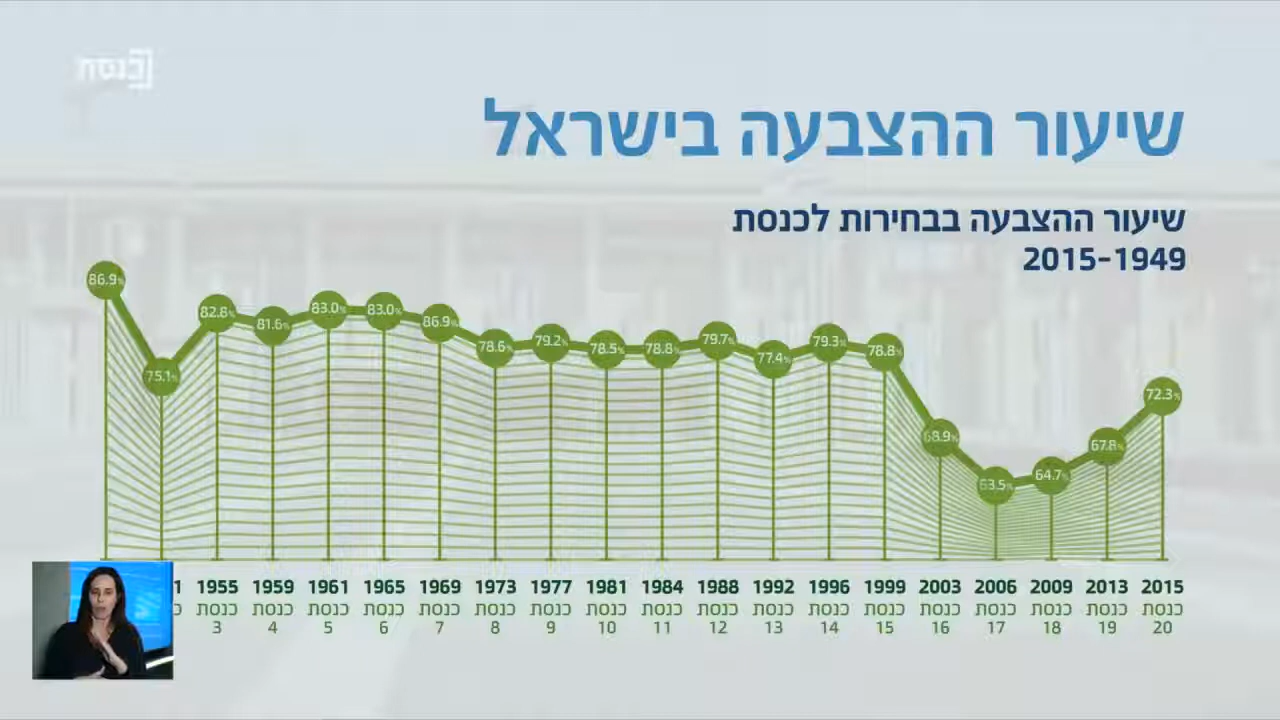 כנסת
שיעור ההצבעה בישראל
שיעור ההצבעה בבחירות לכנסת
2015-1949
86.9% 75.1% 82.8% 81.6% 83.0% 83.0% 86.9% 78.6% 79.2% 78.5% 78.8% 79.7% 77.4% 79.3% 78.8% 68.9% 63.5% 64.7% 67.8% 72.3%
1 1955 1959 1961 1965 1969 1973 1977 1981 1984 1988 1992 1996 1999 2003 2006 2009 2013 2015
כנסת כנסת כנסת כנסת כנסת כנסת כנסת כנסת כנסת כנסת כנסת כנסת כנסת כנסת כנסת כנסת כנסת כנסת
3 4 5 6 7 8 9 10 11 12 13 14 15 16 17 18 19 20